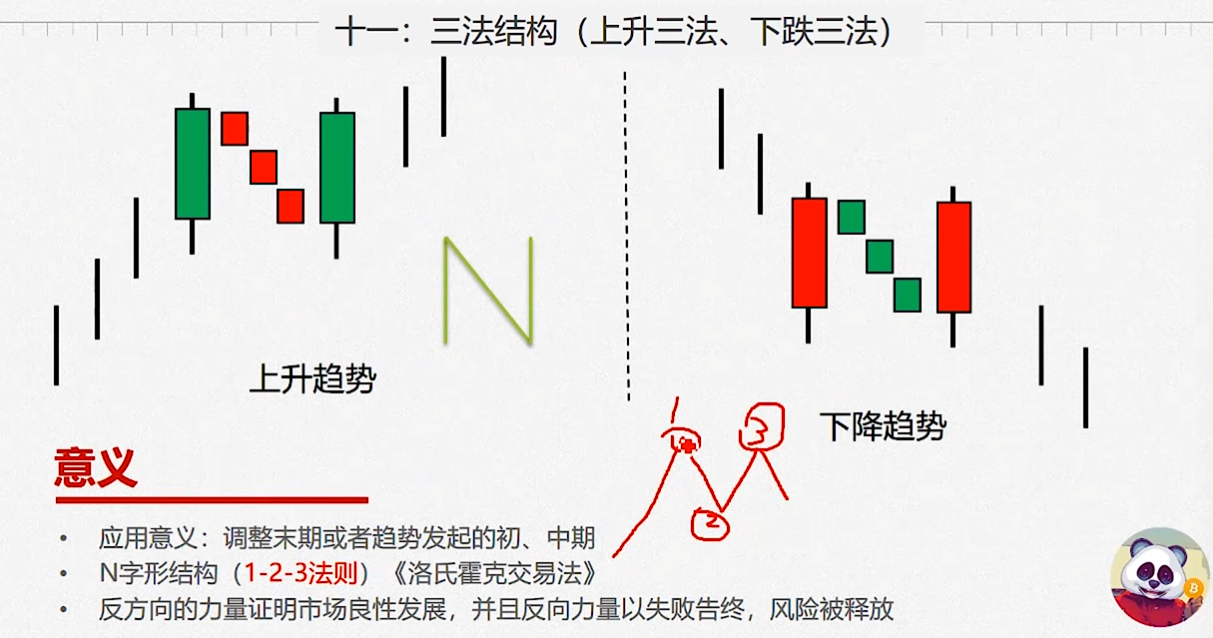 十一：三法结构（上升三法、下跌三法）
N
上升趋势
下降趋势
1
3
2
意义
• 应用意义：调整末期或者趋势发起的初、中期
• N字形结构（1-2-3法则）《洛氏霍克交易法》
• 反方向的力量证明市场良性发展，并且反向力量以失败告终，风险被释放